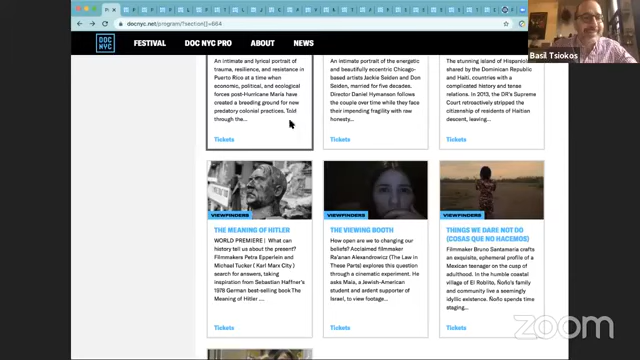 docnyc.net/program/?section[]=664
DOC
NYC
FESTIVAL
DOC NYC PRO
ABOUT
NEWS
Basil Tsiokos
An intimate and lyrical portrait of
trauma, resilience, and resistance in
Puerto Rico at a time when
economic, political, and ecological
forces post-Hurricane Maria have
created a breeding ground for new
predatory colonial practices. Told
through the...
Tickets
An intimate portrait of the energetic
and beautifully eccentric Chicago-
based artists Jackie Seiden and Don
Seiden, married for five decades.
Director Daniel Hymanson follows
the couple over time while they face
their impending fragility with raw
honesty...
Tickets
The stunning island of Hispaniola
shared by the Dominican Republic
and Haiti, countries with a
complicated history and tense
relations. In 2013, the DR's Supreme
Court retroactively stripped the
citizenship of residents of Haitian
descent, leaving...
Tickets
VIEWFINDERS
THE MEANING OF HITLER
WORLD PREMIERE | What can
history tell us about the present?
Filmmakers Petra Epperlein and
Michael Tucker ( Karl Marx City )
search for answers, taking
inspiration from Sebastian Haffner's
1978 German best-selling book The
Meaning of Hitler ....
Tickets
VIEWFINDERS
THE VIEWING BOOTH
How open are we to changing our
beliefs? Acclaimed filmmaker
Ra'anan Alexandrowicz (The Law in
These Parts) explores this question
through a cinematic experiment. He
asks Maia, a Jewish-American
student and ardent supporter of
Israel, to view footage...
Tickets
VIEWFINDERS
THINGS WE DARE NOT DO
(COSAS QUE NO HACEMOS)
Filmmaker Bruno Santamaría crafts
an exquisite, ephemeral profile of a
Mexican teenager on the cusp of
adulthood. In the humble coastal
village of El Roblito, Ñoño's family
and community live a seemingly
idyllic existence. Ñoño spends time
staging...
Tickets
zoom